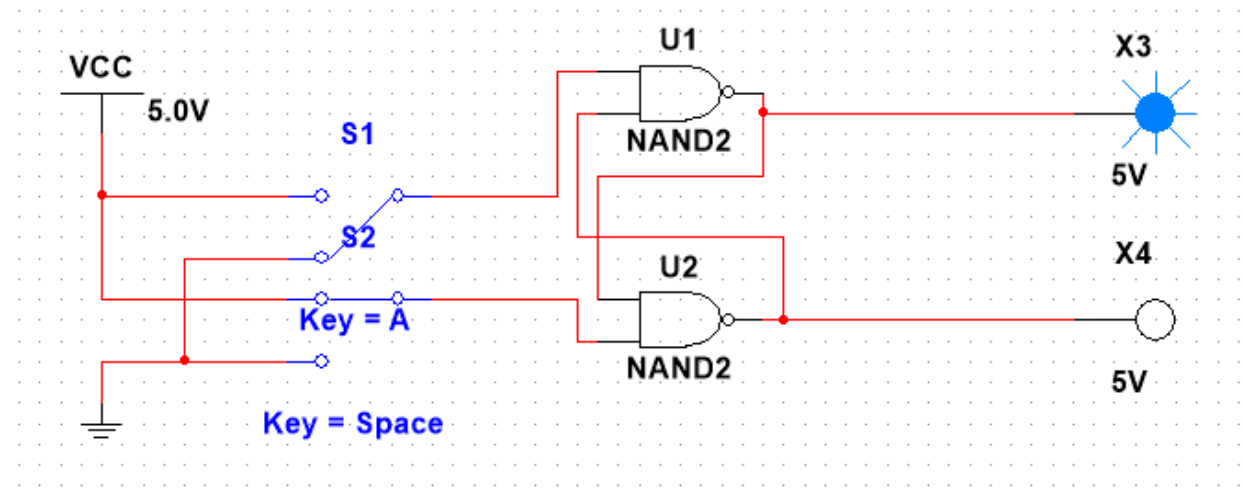 U1
X3
VCC
5.0V
S1
NAND2
5V
S2
X4
U2
Key = A
NAND2
5V
Key = Space